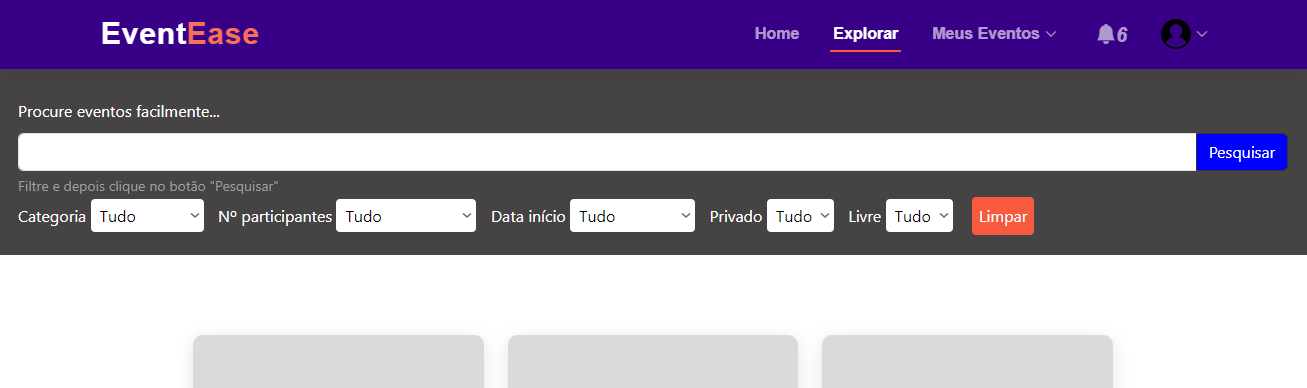 EventEase Home Explorar Meus Eventos 6
Procure eventos facilmente...
Pesquisar
Filtre e depois clique no botão "Pesquisar"
Categoria Tudo Nº participantes Tudo Data início Tudo Privado Tudo Livre Tudo Limpar